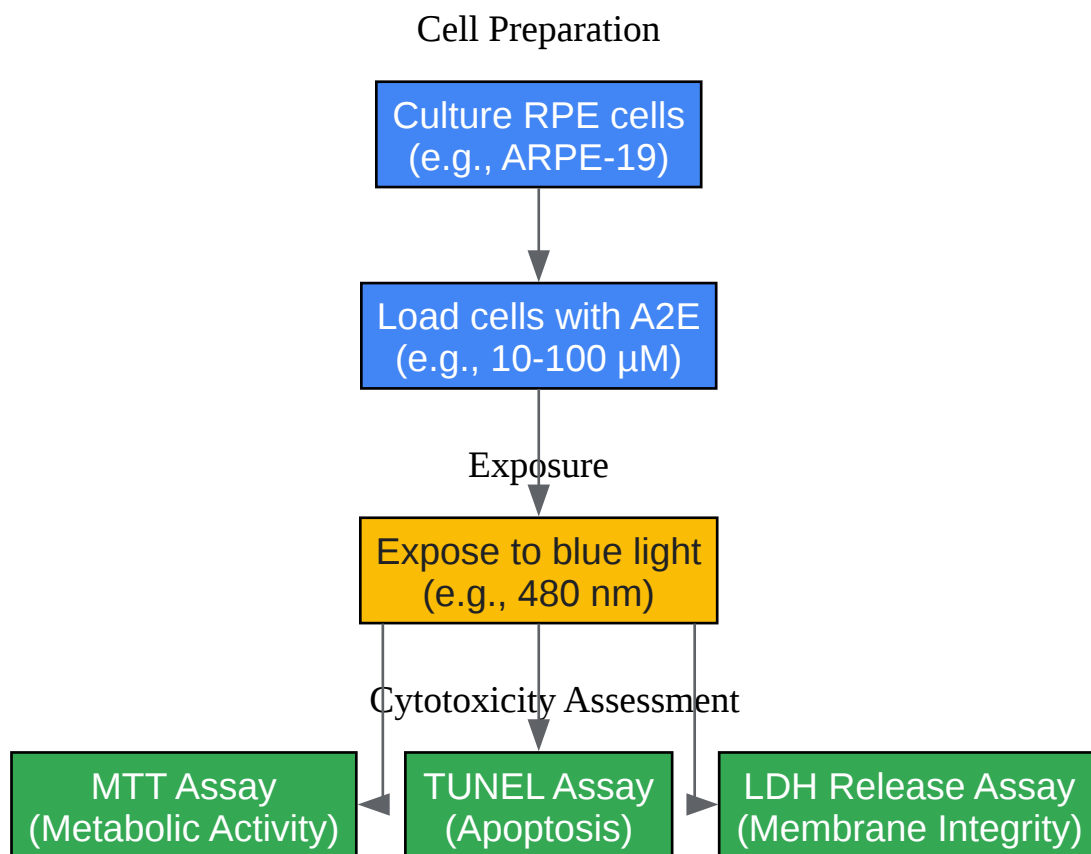 Cell Preparation
Culture RPE cells
(e.g., ARPE-19)
Load cells with A2E
(e.g., 10-100 µM)
Exposure
Expose to blue light
(e.g., 480 nm)
Cytotoxicity Assessment
MTT Assay
(Metabolic Activity)
TUNEL Assay
(Apoptosis)
LDH Release Assay
(Membrane Integrity)